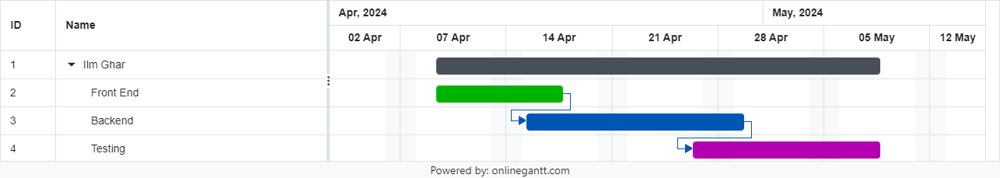 ID Name Apr, 2024 May, 2024
02 Apr 07 Apr 14 Apr 21 Apr 28 Apr 05 May 12 May
1 Ilm Ghar
2 Front End
3 Backend
4 Testing
Powered by: onlinegantt.com